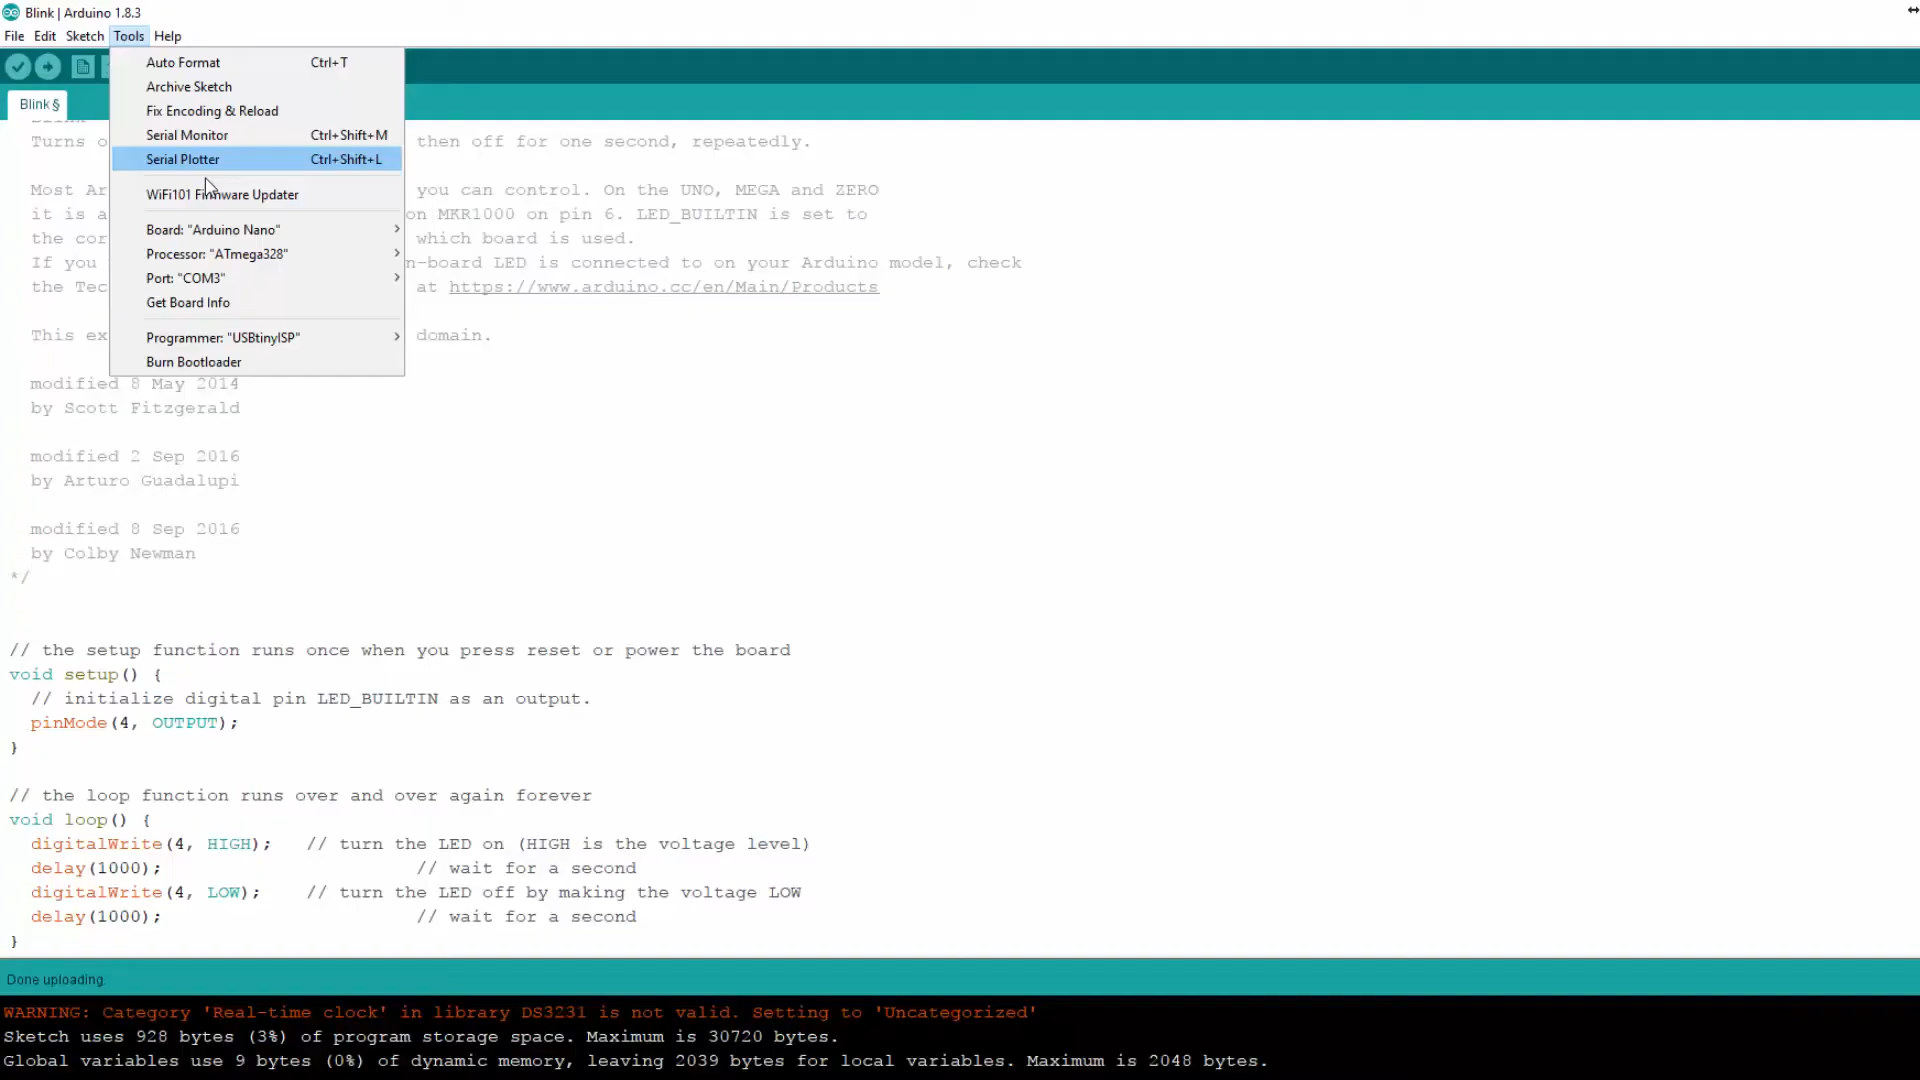 Blink | Arduino 1.8.3
File Edit Sketch Tools Help
Auto Format Ctrl+T
Archive Sketch
Fix Encoding & Reload
Serial Monitor Ctrl+Shift+M
Serial Plotter Ctrl+Shift+L
WiFi101 Firmware Updater
Board: "Arduino Nano"
Processor: "ATmega328"
Port: "COM3"
Get Board Info
Programmer: "USBtinyISP"
Burn Bootloader
Blink §
Turns o then off for one second, repeatedly.
Most Ar you can control. On the UNO, MEGA and ZERO
it is a on MKR1000 on pin 6. LED_BUILTIN is set to
the cor which board is used.
If you n-board LED is connected to on your Arduino model, check
the Tec at https://www.arduino.cc/en/Main/Products
This ex domain.
modified 8 May 2014
by Scott Fitzgerald
modified 2 Sep 2016
by Arturo Guadalupi
modified 8 Sep 2016
by Colby Newman
*/
// the setup function runs once when you press reset or power the board
void setup() {
// initialize digital pin LED_BUILTIN as an output.
pinMode(4, OUTPUT);
}
// the loop function runs over and over again forever
void loop() {
digitalWrite(4, HIGH); // turn the LED on (HIGH is the voltage level)
delay(1000); // wait for a second
digitalWrite(4, LOW); // turn the LED off by making the voltage LOW
delay(1000); // wait for a second
}
Done uploading.
WARNING: Category 'Real-time clock' in library DS3231 is not valid. Setting to 'Uncategorized'
Sketch uses 928 bytes (3%) of program storage space. Maximum is 30720 bytes.
Global variables use 9 bytes (0%) of dynamic memory, leaving 2039 bytes for local variables. Maximum is 2048 bytes.